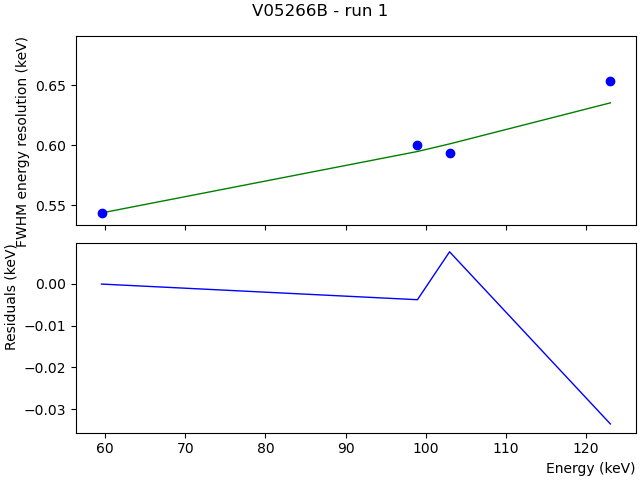 V05266B - run 1
FWHM energy resolution (keV)
0.65
0.60
0.55
Residuals (keV)
0.00
−0.01
−0.02
−0.03
60 70 80 90 100 110 120
Energy (keV)